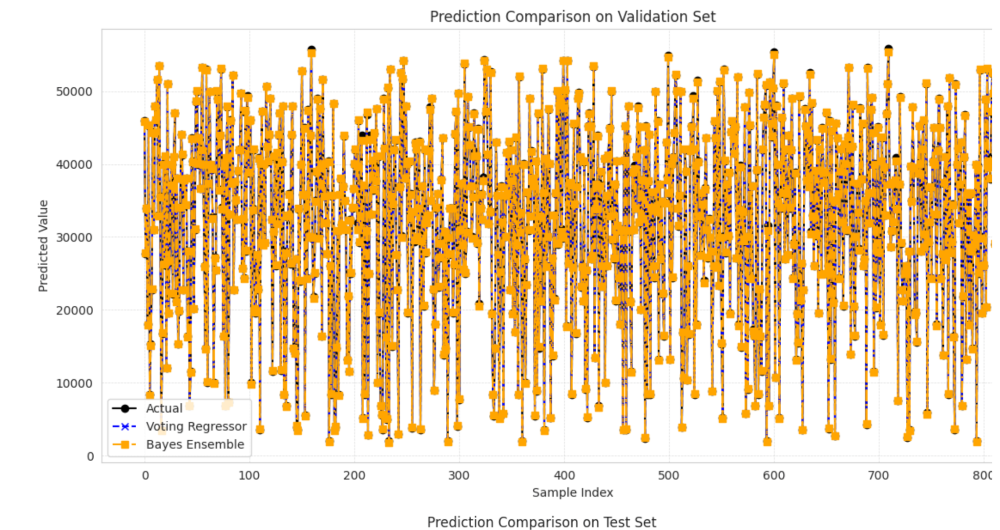 Prediction Comparison on Validation Set
50000
40000
30000
20000
10000
0
Predicted Value
Actual
Voting Regressor
Bayes Ensemble
0 100 200 300 400 500 600 700 800
Sample Index
Prediction Comparison on Test Set